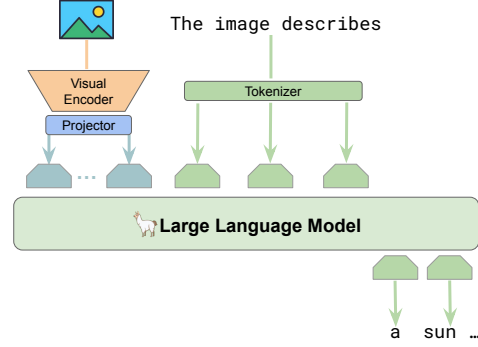 The image describes
Visual
Encoder
Tokenizer
Projector
...
Large Language Model
a sun …